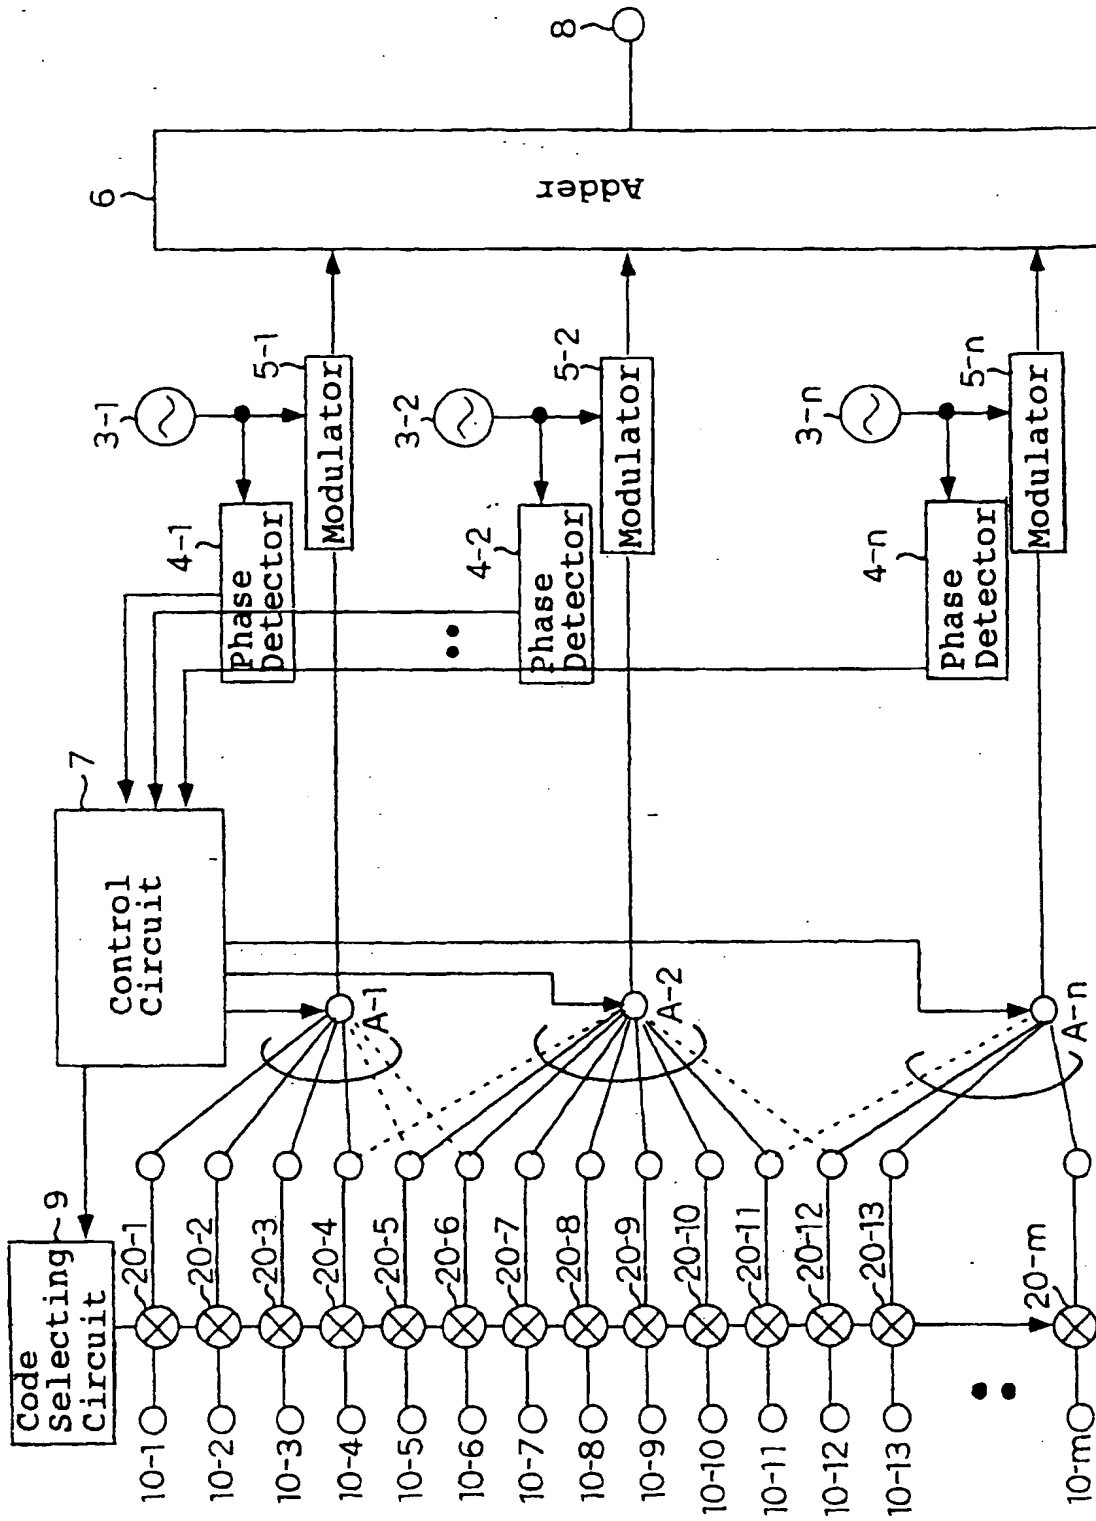 Code
Selecting
Circuit
9
Control
Circuit
7
10-1
10-2
10-3
10-4
10-5
10-6
10-7
10-8
10-9
10-10
10-11
10-12
10-13
10-m
20-1
20-2
20-3
20-4
20-5
20-6
20-7
20-8
20-9
20-10
20-11
20-12
20-13
20-m
A-1
A-2
A-n
Phase
Detector
4-1
Phase
Detector
4-2
Phase
Detector
4-n
3-1
3-2
3-n
Modulator
5-1
Modulator
5-2
Modulator
5-n
Adder
6
8